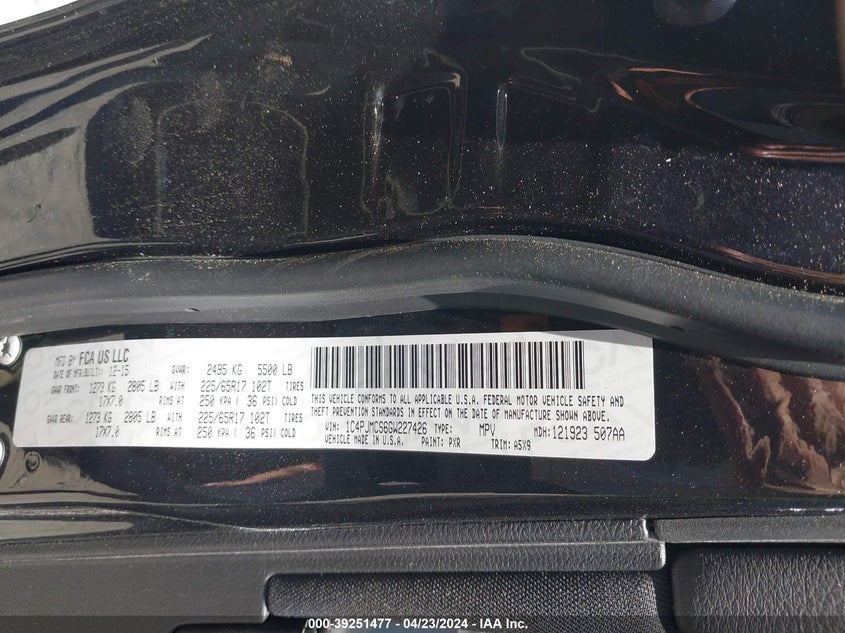 MFD BY FCA US LLC
DATE OF MFR(BUILT): 12-15 GVWR: 2495 KG 5500 LB
GAWR FRONT: 1273 KG 2805 LB WITH 225/65R17 102T TIRES
17X7.0 RIMS AT 250 KPA ( 36 PSI) COLD
GAWR REAR: 1273 KG 2805 LB WITH 225/65R17 102T TIRES
17X7.0 RIMS AT 250 KPA ( 36 PSI) COLD
THIS VEHICLE CONFORMS TO ALL APPLICABLE U.S.A. FEDERAL MOTOR VEHICLE SAFETY AND
THEFT PREVENTION STANDARDS IN EFFECT ON THE DATE OF MANUFACTURE SHOWN ABOVE.
VIN: 1C4PJMCS6GW227426 TYPE: MPV MDH: 121923 507AA
VEHICLE MADE IN U.S.A. PAINT: PXR TRIM: A5X9
000-39251477 - 04/23/2024 - IAA Inc.